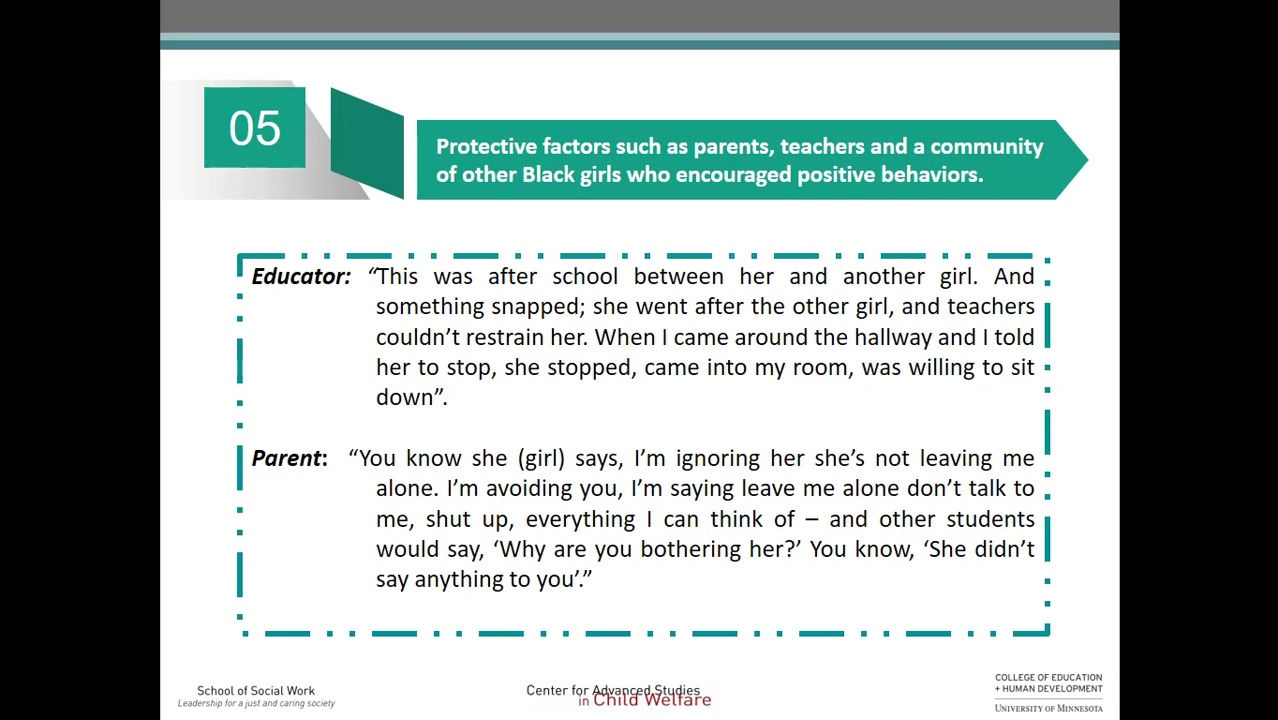 05
Protective factors such as parents, teachers and a community
of other Black girls who encouraged positive behaviors.
Educator: “This was after school between her and another girl. And
something snapped; she went after the other girl, and teachers
couldn’t restrain her. When I came around the hallway and I told
her to stop, she stopped, came into my room, was willing to sit
down”.
Parent: “You know she (girl) says, I’m ignoring her she’s not leaving me
alone. I’m avoiding you, I’m saying leave me alone don’t talk to
me, shut up, everything I can think of – and other students
would say, ‘Why are you bothering her?’ You know, ‘She didn’t
say anything to you’.”
School of Social Work
Leadership for a just and caring society
Center for Advanced Studies
in Child Welfare
COLLEGE OF EDUCATION
+ HUMAN DEVELOPMENT
UNIVERSITY OF MINNESOTA